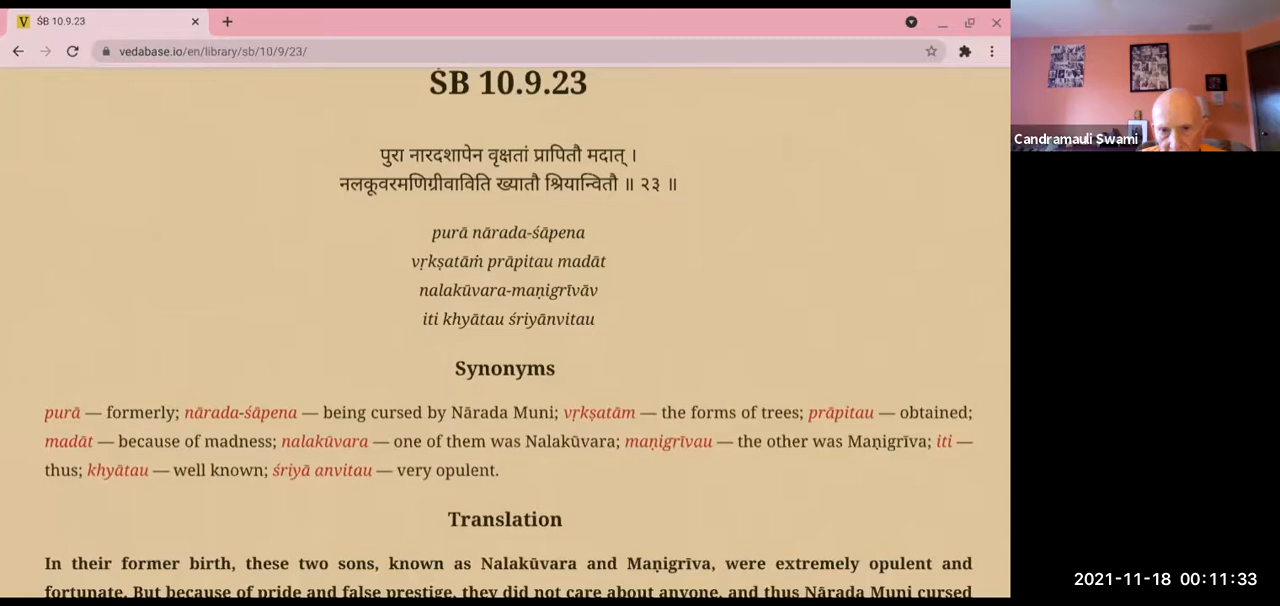 ŚB 10.9.23
vedabase.io/en/library/sb/10/9/23/
ŚB 10.9.23
पुरा नारदशापेन वृक्षतां प्रापितौ मदात् ।
नलकूवरमणिग्रीवाविति ख्यातौ श्रियान्वितौ ॥ २३ ॥
purā nārada-śāpena
vṛkṣatāṁ prāpitau madāt
nalakūvara-maṇigrīvāv
iti khyātau śriyānvitau
Synonyms
purā — formerly; nārada-śāpena — being cursed by Nārada Muni; vṛkṣatām — the forms of trees; prāpitau — obtained;
madāt — because of madness; nalakūvara — one of them was Nalakūvara; maṇigrīvau — the other was Maṇigrīva; iti —
thus; khyātau — well known; śriyā anvitau — very opulent.
Translation
In their former birth, these two sons, known as Nalakūvara and Maṇigrīva, were extremely opulent and
fortunate. But because of pride and false prestige, they did not care about anyone, and thus Nārada Muni cursed
Candramauli Swami
2021-11-18 00:11:33